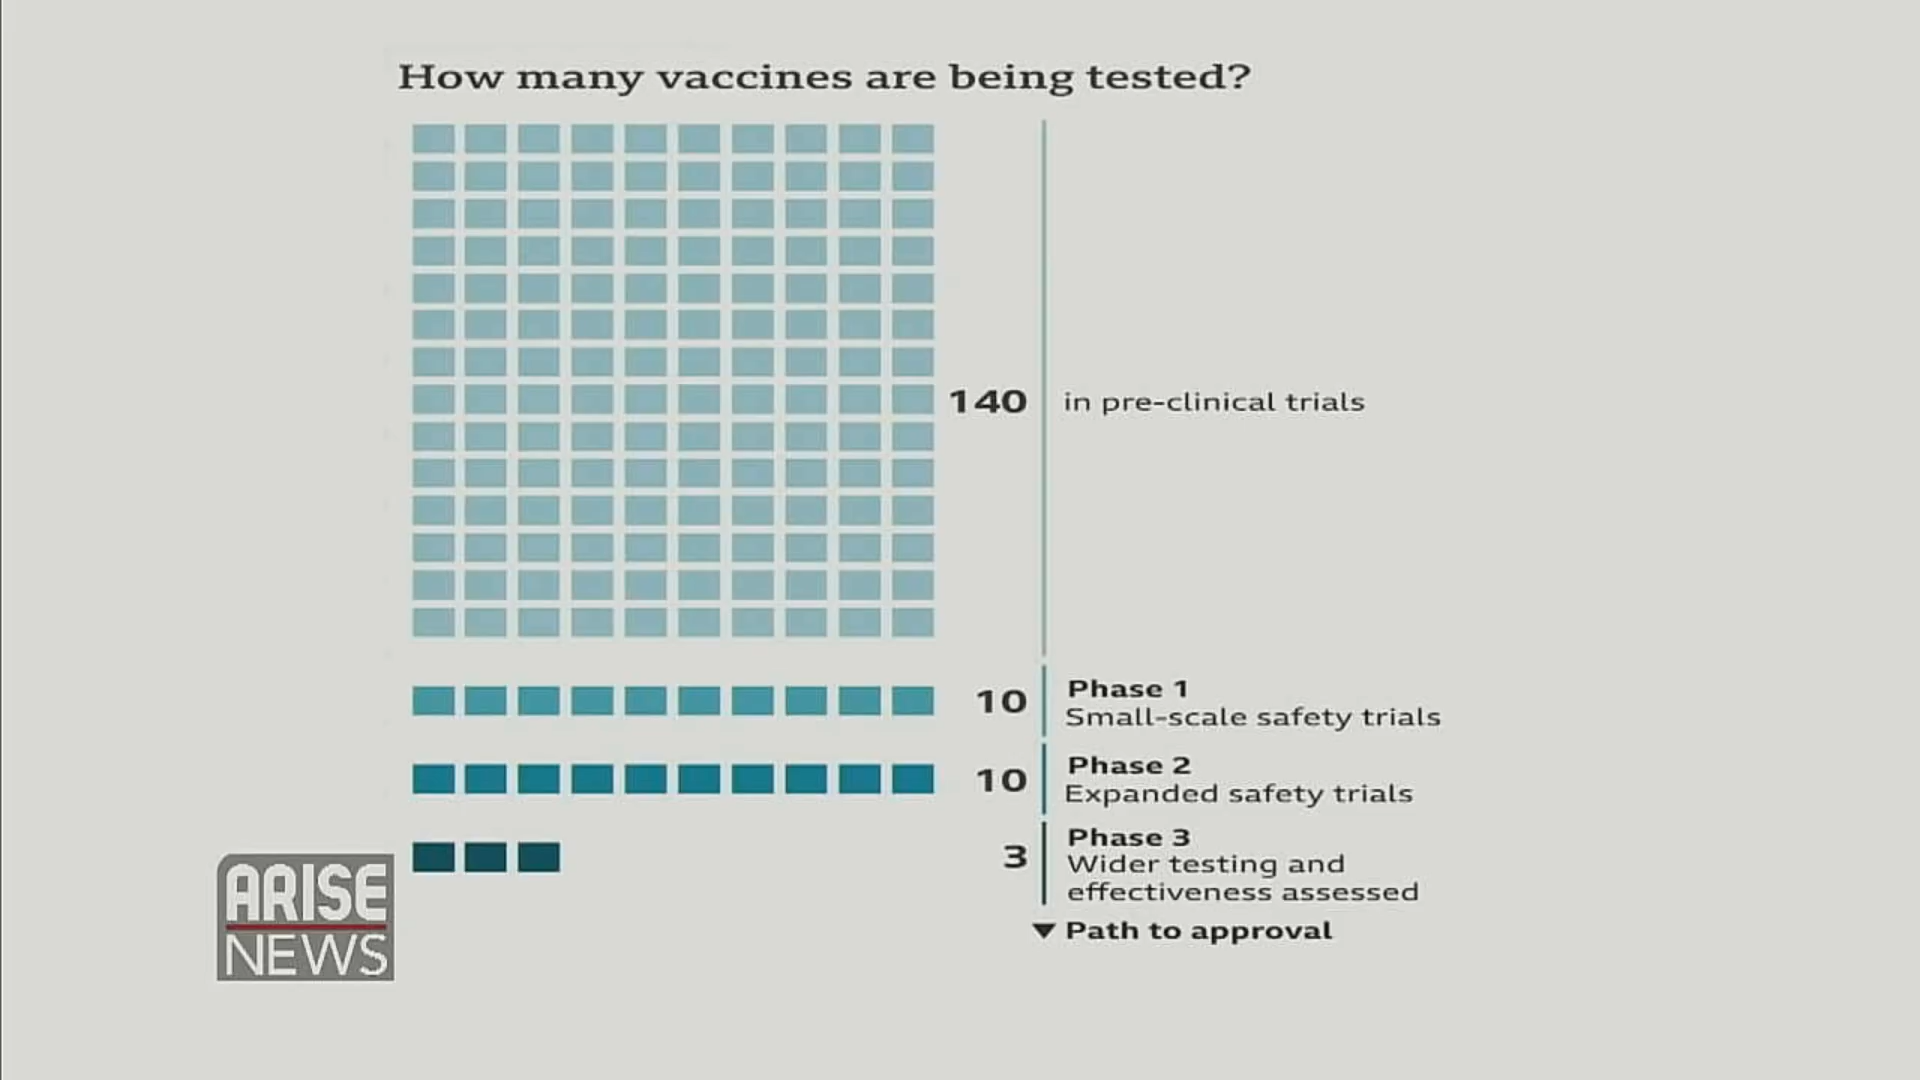 How many vaccines are being tested?
140 in pre-clinical trials
10 Phase 1
Small-scale safety trials
10 Phase 2
Expanded safety trials
3 Phase 3
Wider testing and
effectiveness assessed
Path to approval
ARISE
NEWS